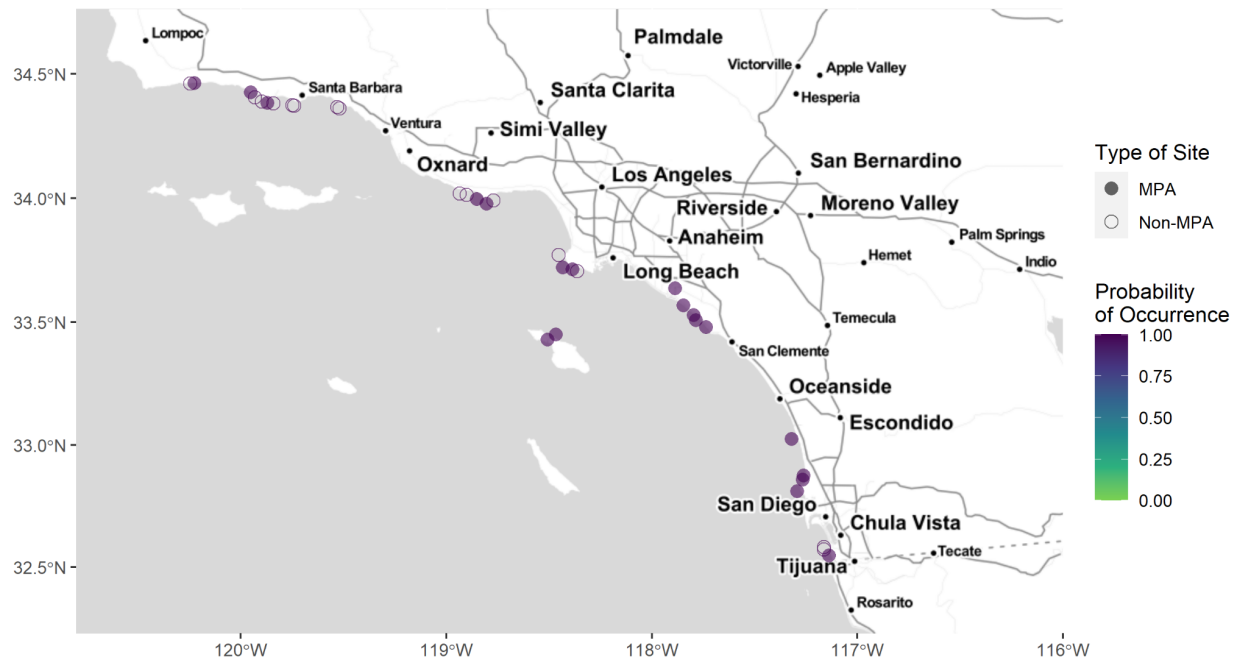 Lompoc
Palmdale
Victorville
Apple Valley
34.5°N
Santa Barbara
Santa Clarita
Hesperia
Ventura
Simi Valley
Oxnard
San Bernardino
Los Angeles
34.0°N
Riverside
Moreno Valley
Anaheim
Palm Springs
Hemet
Indio
Long Beach
33.5°N
Temecula
San Clemente
Oceanside
Escondido
33.0°N
San Diego
Chula Vista
Tecate
Tijuana
32.5°N
Rosarito
120°W
119°W
118°W
117°W
116°W
Type of Site
MPA
Non-MPA
Probability
of Occurrence
1.00
0.75
0.50
0.25
0.00